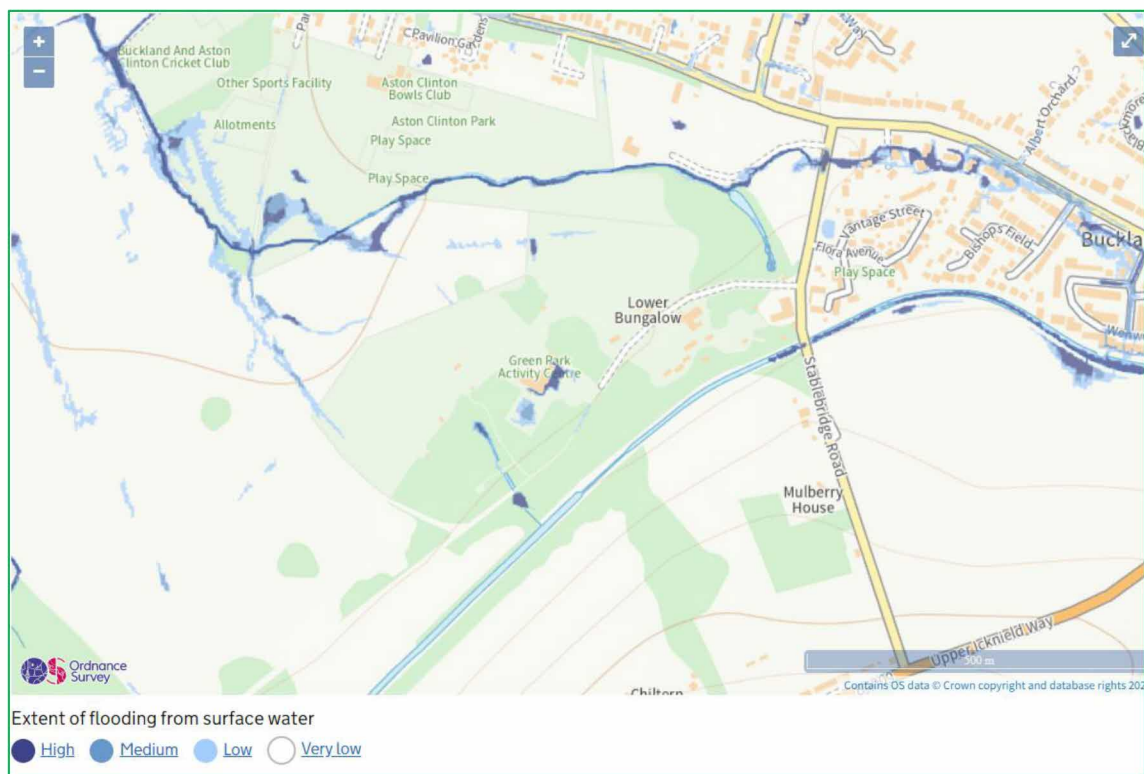 +
−
Pavilion Gardens
Buckland And Aston
Clinton Cricket Club
Other Sports Facility
Aston Clinton
Bowls Club
Allotments
Aston Clinton Park
Play Space
Play Space
Albert Orchard
Vantage Street
Flora Avenue
Bishops Field
Play Space
Lower
Bungalow
Green Park
Activity Centre
Stablebridge Road
Mulberry
House
Upper Icknield Way
500 m
Ordnance
Survey
Chiltern
Contains OS data © Crown copyright and database rights 202
Extent of flooding from surface water
High Medium Low Very low